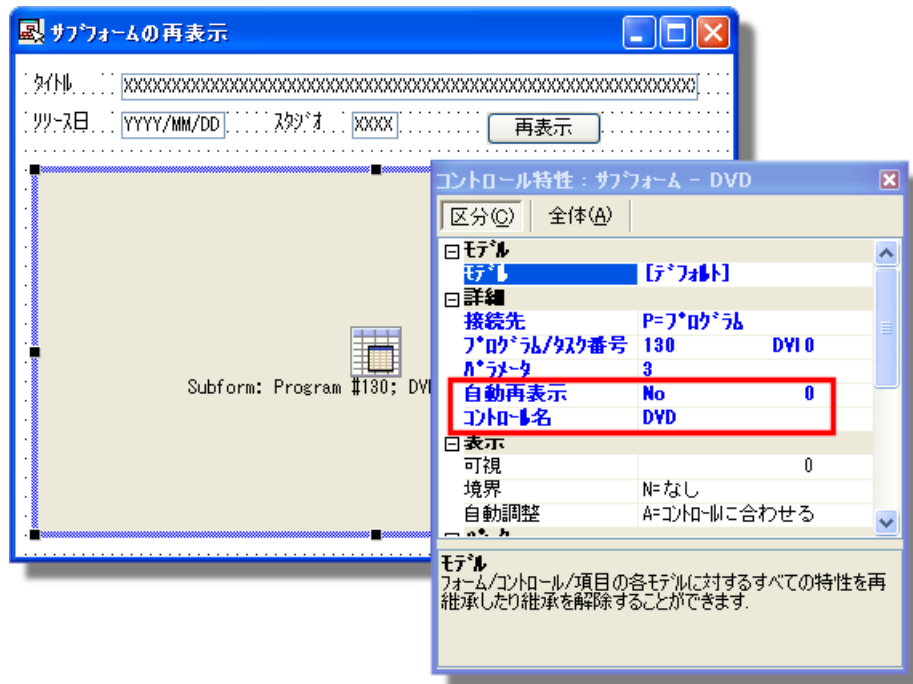 サブフォームの再表示
タイトル XXXXXXXXXXXXXXXXXXXXXXXXXXXXXXXXXXXXXXXXXXXXXXXXXXXXXXXXXXXX
リリース日 YYYY/MM/DD スタジオ XXXX 再表示
Subform: Program #130; DV
コントロール特性：サブフォーム - DVD
区分(C) 全体(A)
モデル
モデル [デフォルト]
詳細
接続先 P=プログラム
プログラム/タスク番号 130 DVI 0
パラメータ 3
自動再表示 No 0
コントロール名 DVD
表示
可視 0
境界 N=なし
自動調整 A=コントロールに合わせる
モデル
フォーム/コントロール/項目の各モデルに対するすべての特性を再
継承したり継承を解除することができます.